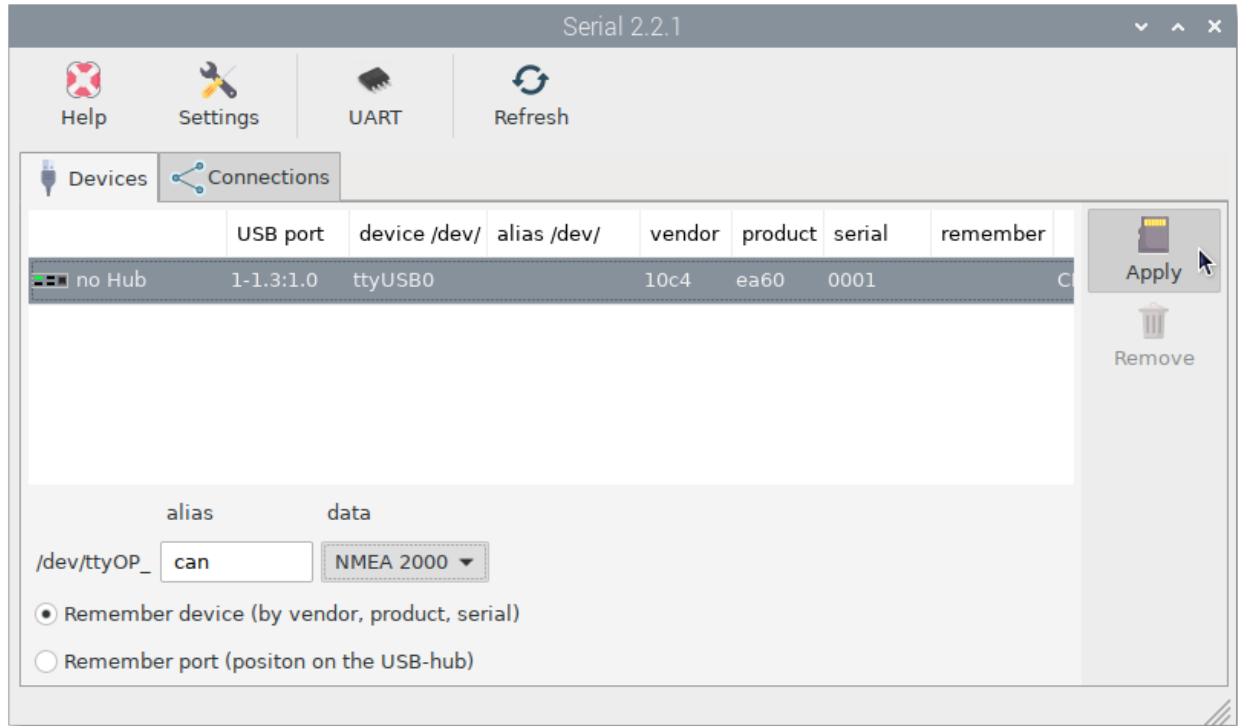 Serial 2.2.1
Help Settings UART Refresh
Devices Connections
USB port device /dev/ alias /dev/ vendor product serial remember
no Hub 1-1.3:1.0 ttyUSB0 10c4 ea60 0001
Apply
Remove
alias data
/dev/ttyOP_ can NMEA 2000
Remember device (by vendor, product, serial)
Remember port (positon on the USB-hub)